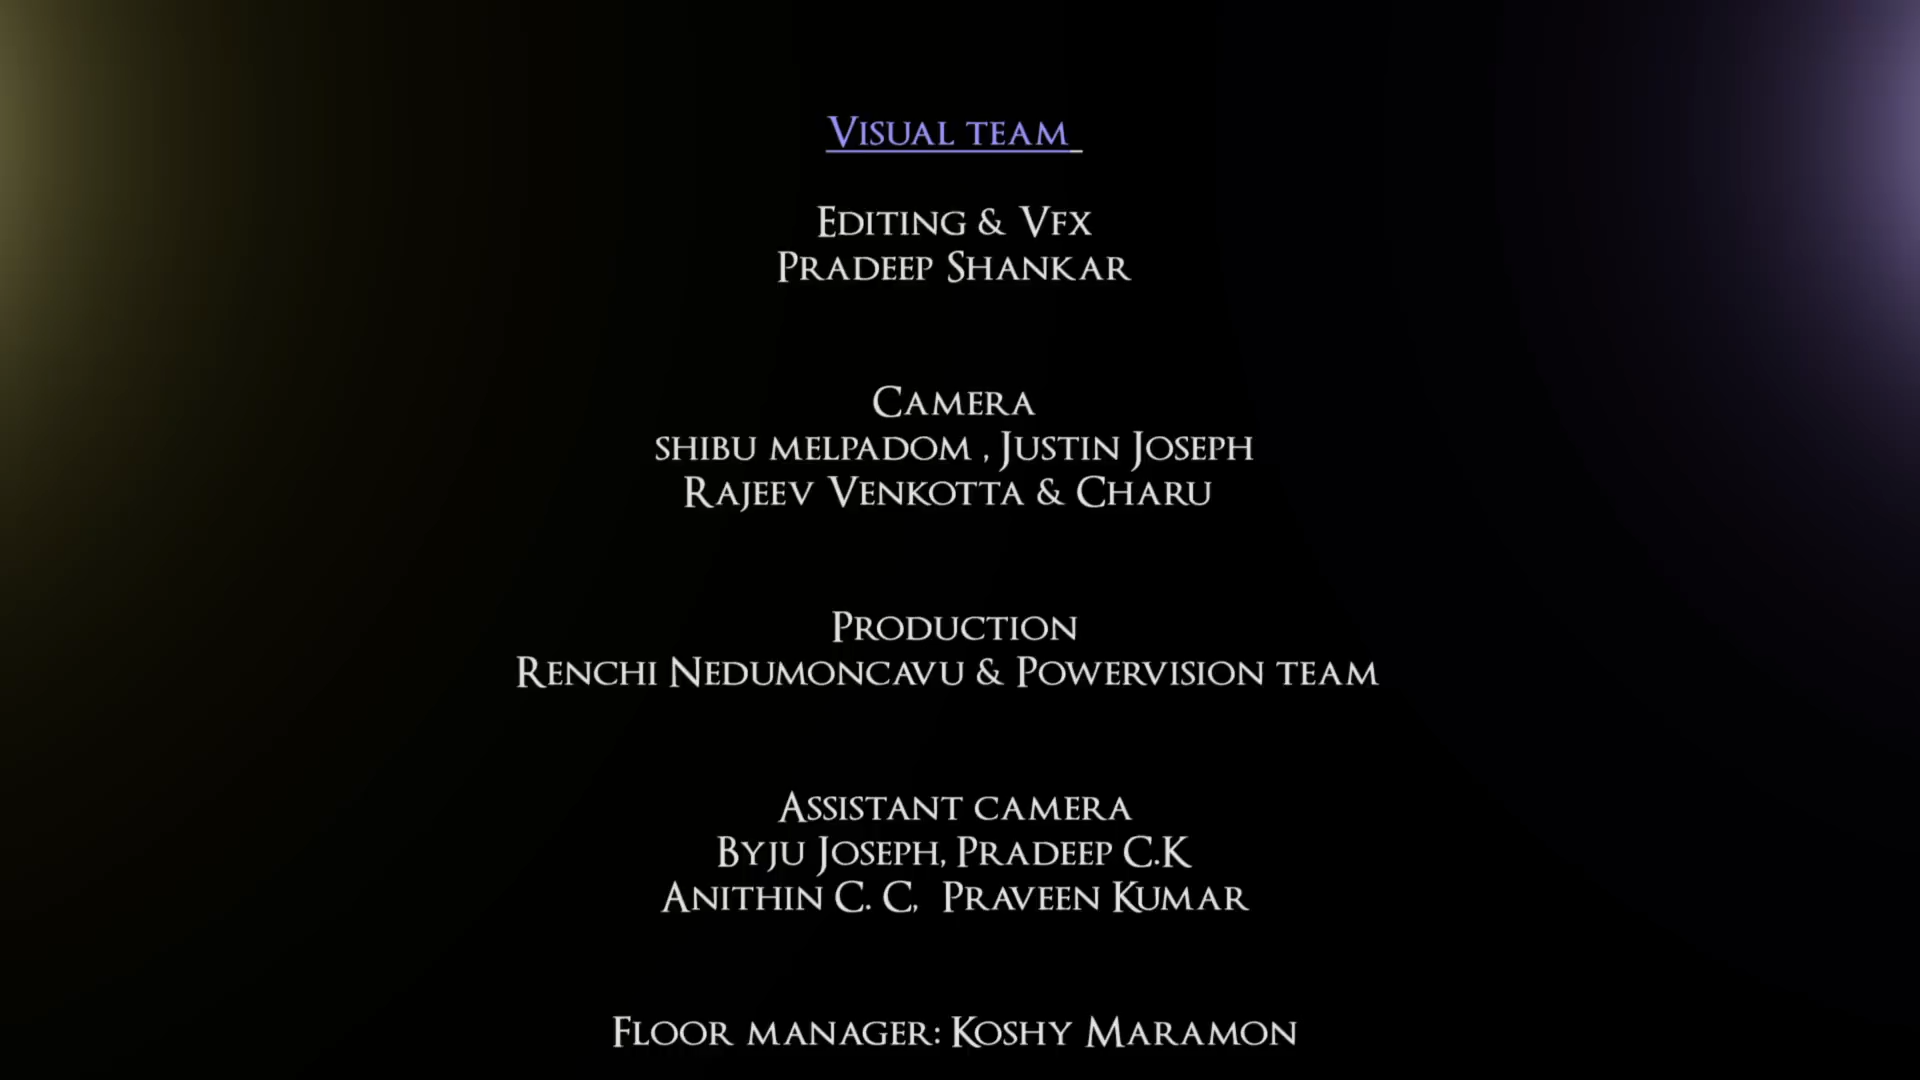 Visual team
Editing & Vfx
Pradeep Shankar
Camera
shibu melpadom , Justin Joseph
Rajeev Venkotta & Charu
Production
Renchi Nedumoncavu & Powervision team
Assistant camera
Byju Joseph, Pradeep C.K
Anithin C. C,  Praveen Kumar
Floor manager: Koshy Maramon